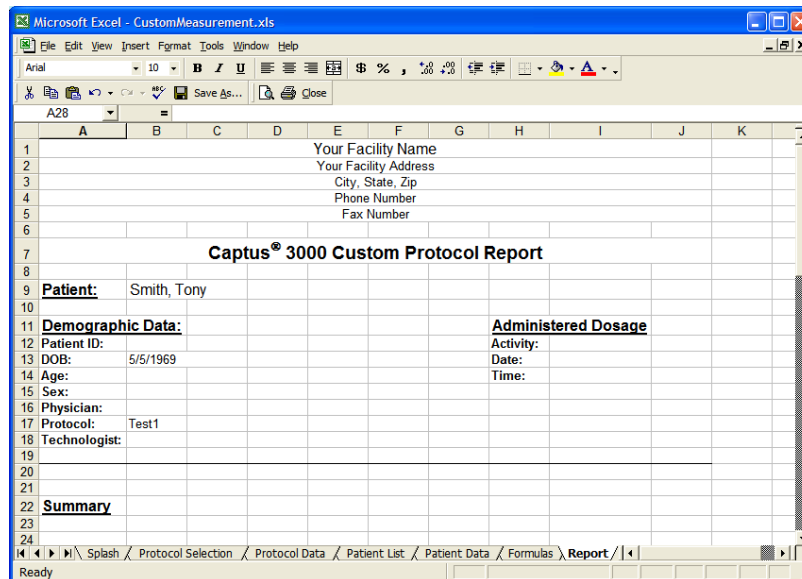 Microsoft Excel - CustomMeasurement.xls
File Edit View Insert Format Tools Window Help
Arial 10 B I U $ % , +.0 .00 .00 +.0 A
ABC Save As... Close
A28 =
A B C D E F G H I J K
1 Your Facility Name
2 Your Facility Address
3 City, State, Zip
4 Phone Number
5 Fax Number
6
7 Captus® 3000 Custom Protocol Report
8
9 Patient: Smith, Tony
10
11 Demographic Data: Administered Dosage
12 Patient ID: Activity:
13 DOB: 5/5/1969 Date:
14 Age: Time:
15 Sex:
16 Physician:
17 Protocol: Test1
18 Technologist:
19
20
21
22 Summary
23
24
Splash / Protocol Selection / Protocol Data / Patient List / Patient Data / Formulas \ Report /
Ready